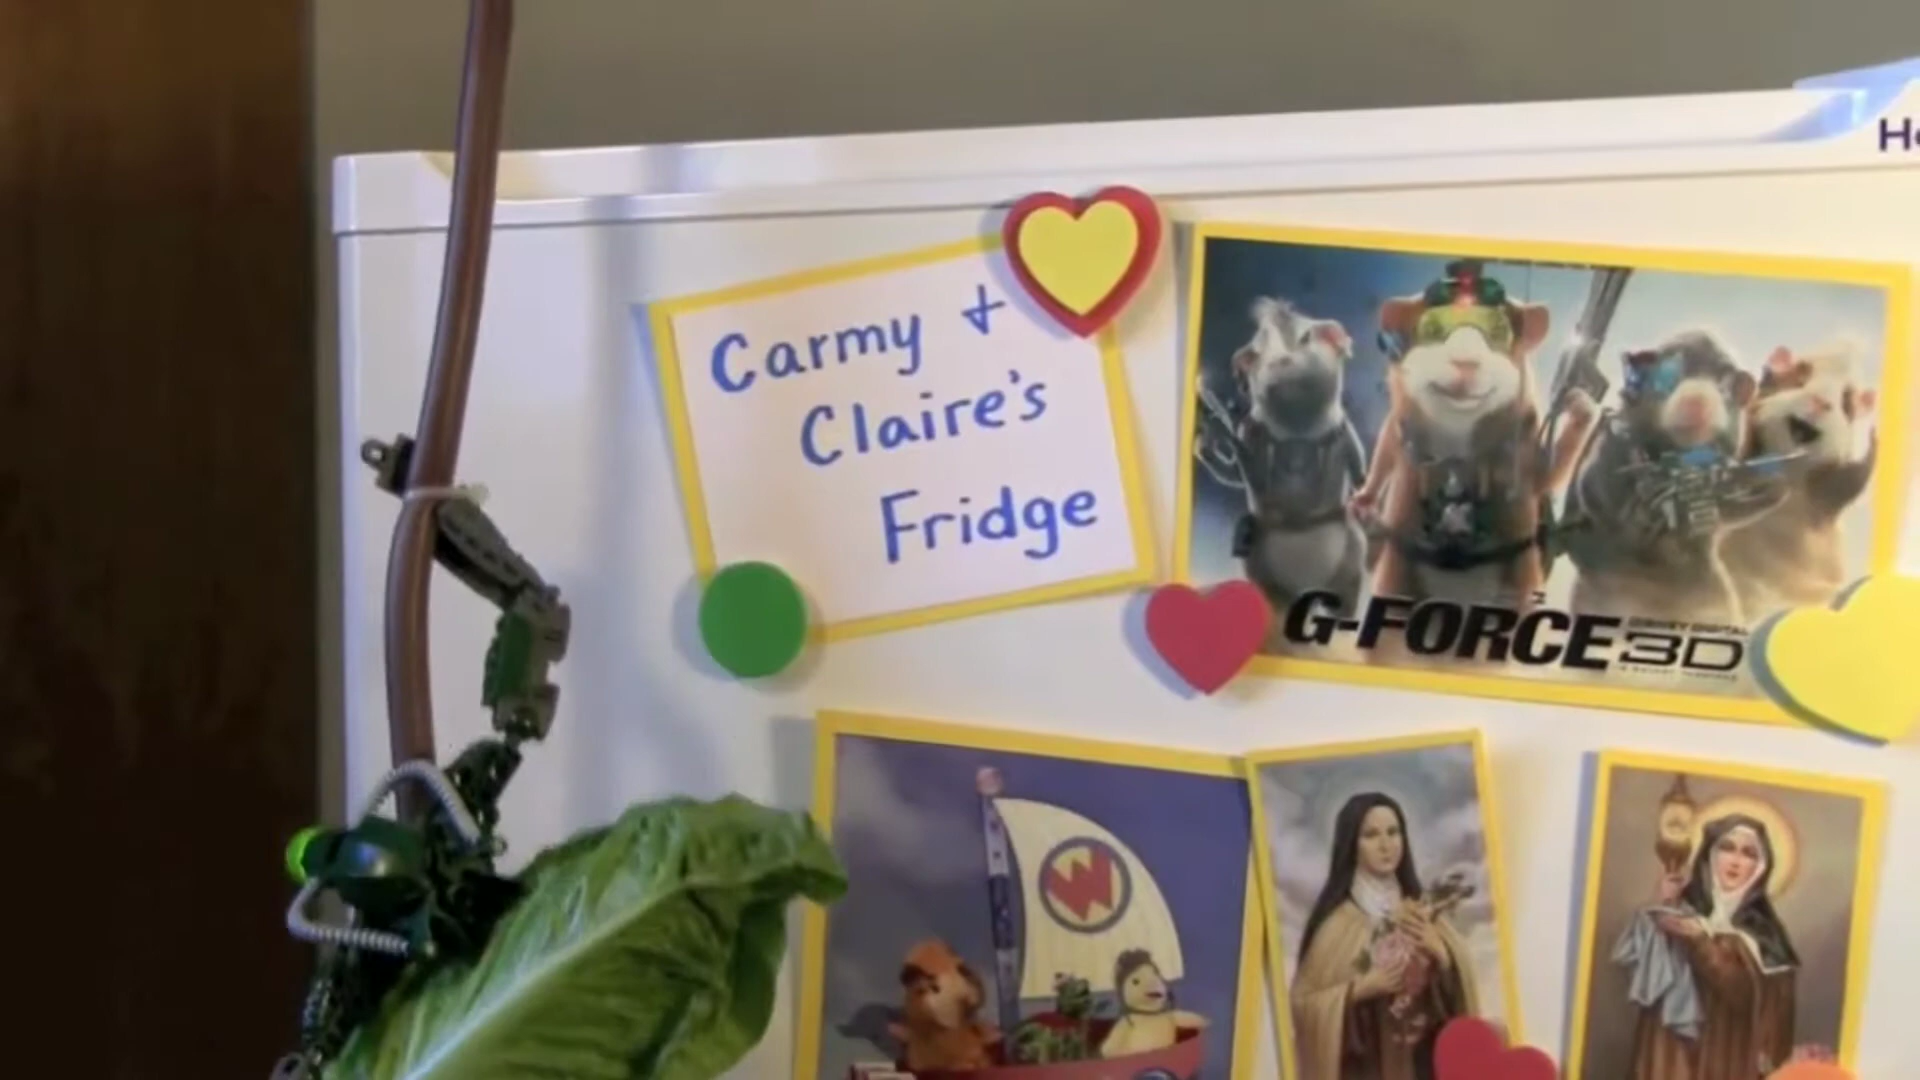 Carmy +
Claire's
Fridge
G-FORCE 3D
W